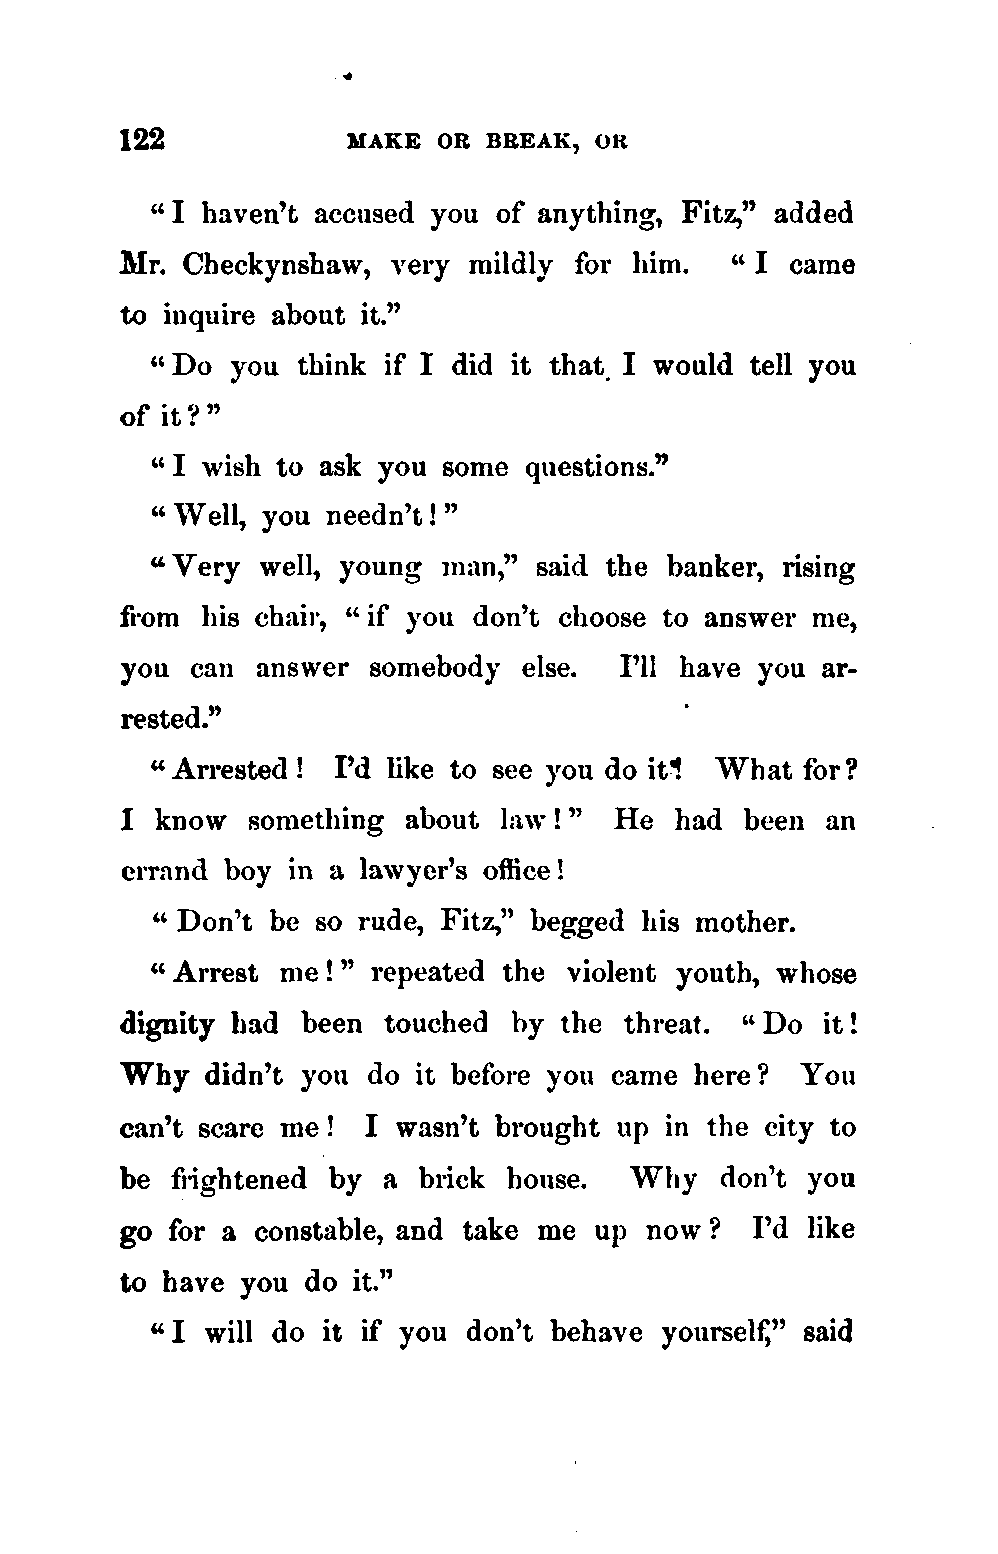 122 MAKE OR BREAK, OR
“I haven’t accused you of anything, Fitz,” added
Mr. Checkynshaw, very mildly for him. “I came
to inquire about it.”
“Do you think if I did it that I would tell you
of it?”
“I wish to ask you some questions.”
“Well, you needn’t!”
“Very well, young man,” said the banker, rising
from his chair, “if you don’t choose to answer me,
you can answer somebody else. I’ll have you ar-
rested.”
“Arrested! I’d like to see you do it! What for?
I know something about law!” He had been an
errand boy in a lawyer’s office!
“Don’t be so rude, Fitz,” begged his mother.
“Arrest me!” repeated the violent youth, whose
dignity had been touched by the threat. “Do it!
Why didn’t you do it before you came here? You
can’t scare me! I wasn’t brought up in the city to
be frightened by a brick house. Why don’t you
go for a constable, and take me up now? I’d like
to have you do it.”
“I will do it if you don’t behave yourself,” said